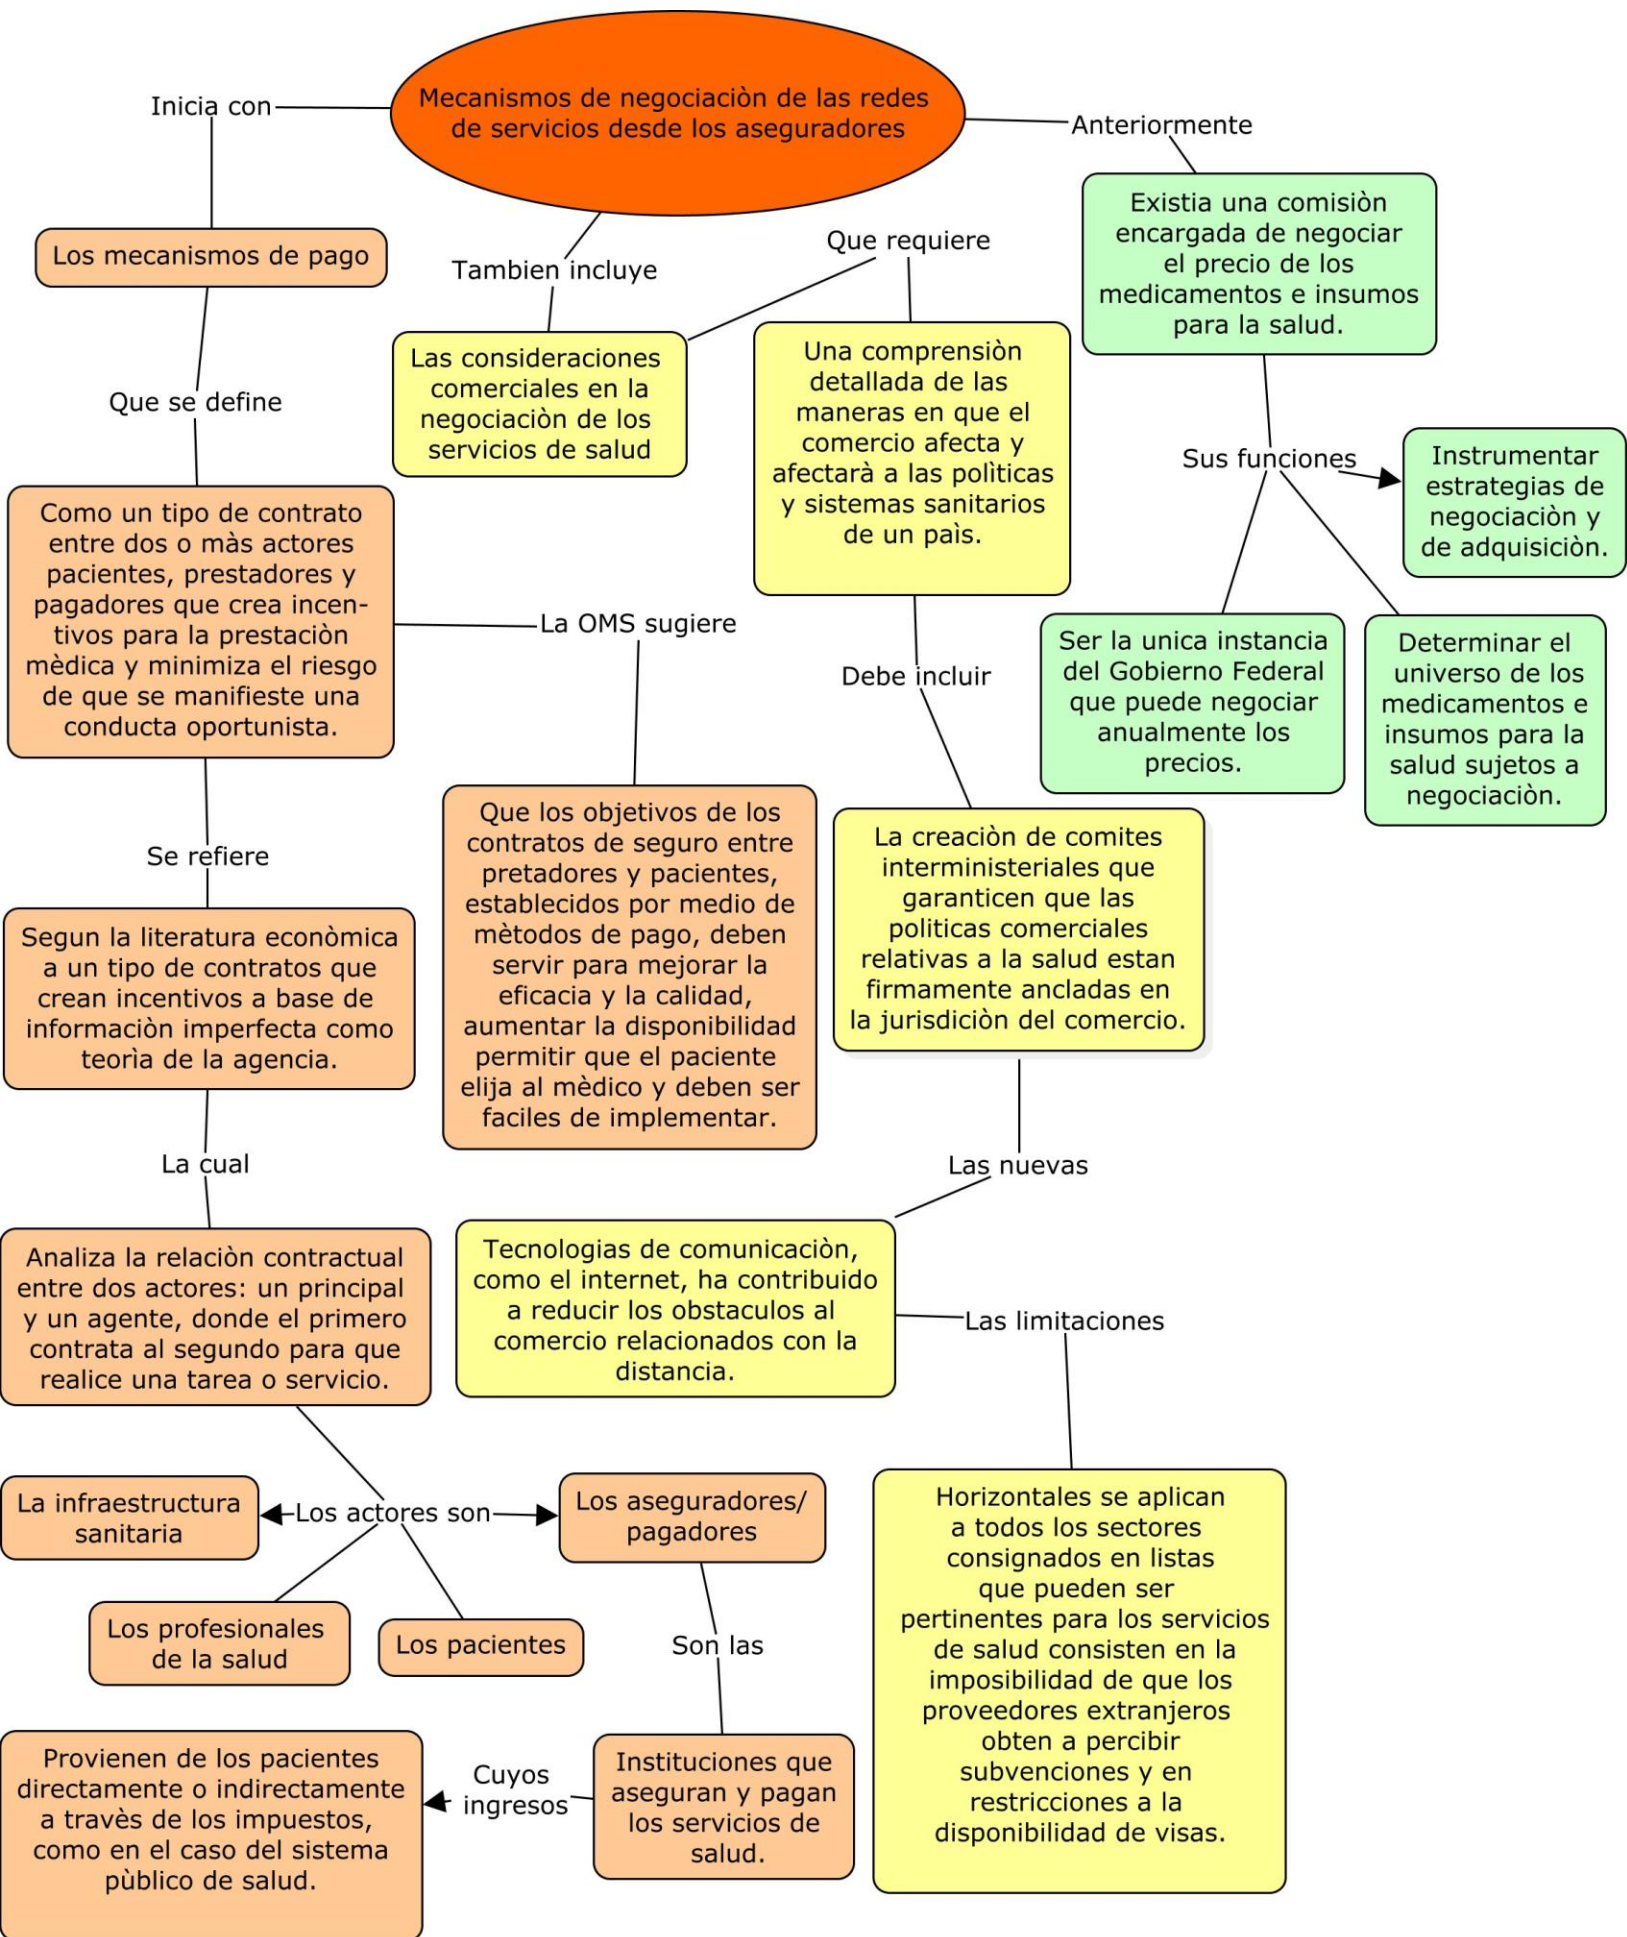 Mecanismos de negociaciòn de las redes
de servicios desde los aseguradores
Inicia con
Los mecanismos de pago
Que se define
Como un tipo de contrato
entre dos o màs actores
pacientes, prestadores y
pagadores que crea incen-
tivos para la prestaciòn
mèdica y minimiza el riesgo
de que se manifieste una
conducta oportunista.
La OMS sugiere
Que los objetivos de los
contratos de seguro entre
pretadores y pacientes,
establecidos por medio de
mètodos de pago, deben
servir para mejorar la
eficacia y la calidad,
aumentar la disponibilidad
permitir que el paciente
elija al mèdico y deben ser
faciles de implementar.
Se refiere
Segun la literatura econòmica
a un tipo de contratos que
crean incentivos a base de
informaciòn imperfecta como
teorìa de la agencia.
La cual
Analiza la relaciòn contractual
entre dos actores: un principal
y un agente, donde el primero
contrata al segundo para que
realice una tarea o servicio.
Los actores son
La infraestructura
sanitaria
Los profesionales
de la salud
Los pacientes
Los aseguradores/
pagadores
Son las
Instituciones que
aseguran y pagan
los servicios de
salud.
Cuyos
ingresos
Provienen de los pacientes
directamente o indirectamente
a travès de los impuestos,
como en el caso del sistema
pùblico de salud.
Tambien incluye
Las consideraciones
comerciales en la
negociaciòn de los
servicios de salud
Que requiere
Una comprensiòn
detallada de las
maneras en que el
comercio afecta y
afectarà a las polìticas
y sistemas sanitarios
de un paìs.
Debe incluir
La creaciòn de comites
interministeriales que
garanticen que las
politicas comerciales
relativas a la salud estan
firmamente ancladas en
la jurisdiciòn del comercio.
Las nuevas
Tecnologias de comunicaciòn,
como el internet, ha contribuido
a reducir los obstaculos al
comercio relacionados con la
distancia.
Las limitaciones
Horizontales se aplican
a todos los sectores
consignados en listas
que pueden ser
pertinentes para los servicios
de salud consisten en la
imposibilidad de que los
proveedores extranjeros
obten a percibir
subvenciones y en
restricciones a la
disponibilidad de visas.
Anteriormente
Existia una comisiòn
encargada de negociar
el precio de los
medicamentos e insumos
para la salud.
Sus funciones
Instrumentar
estrategias de
negociaciòn y
de adquisiciòn.
Ser la unica instancia
del Gobierno Federal
que puede negociar
anualmente los
precios.
Determinar el
universo de los
medicamentos e
insumos para la
salud sujetos a
negociaciòn.